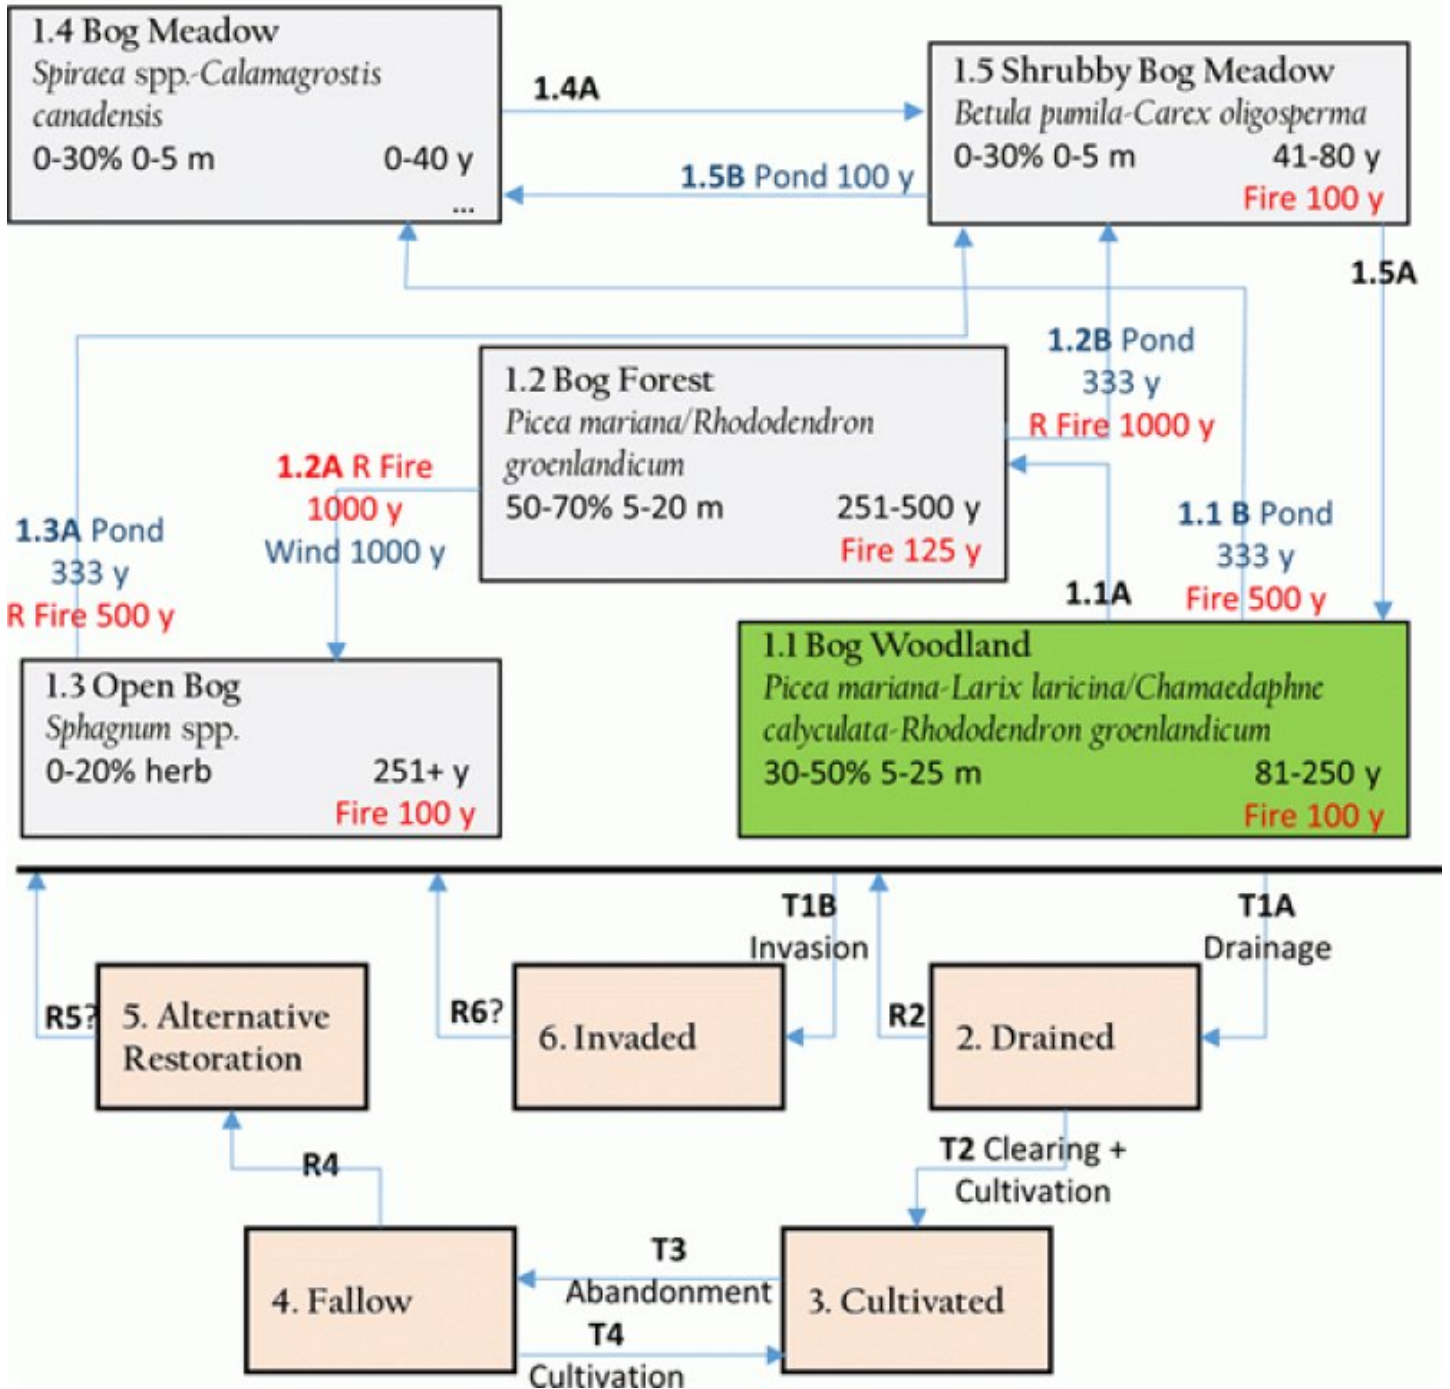 1.4 Bog Meadow
Spiraea spp.-Calamagrostis
canadensis
0-30% 0-5 m 0-40 y
...
1.4A
1.5B Pond 100 y
1.5 Shrubby Bog Meadow
Betula pumila-Carex oligosperma
0-30% 0-5 m 41-80 y
Fire 100 y
1.5A
1.2B Pond
333 y
R Fire 1000 y
1.2 Bog Forest
Picea mariana/Rhododendron
groenlandicum
50-70% 5-20 m 251-500 y
Fire 125 y
1.2A R Fire
1000 y
Wind 1000 y
1.3A Pond
333 y
R Fire 500 y
1.1A
1.1 B Pond
333 y
Fire 500 y
1.3 Open Bog
Sphagnum spp.
0-20% herb 251+ y
Fire 100 y
1.1 Bog Woodland
Picea mariana-Larix laricina/Chamaedaphne
calyculata-Rhododendron groenlandicum
30-50% 5-25 m 81-250 y
Fire 100 y
T1B
Invasion
T1A
Drainage
R5?
5. Alternative
Restoration
R6?
6. Invaded
R2
2. Drained
R4
T2 Clearing +
Cultivation
4. Fallow
T3
Abandonment
T4
Cultivation
3. Cultivated